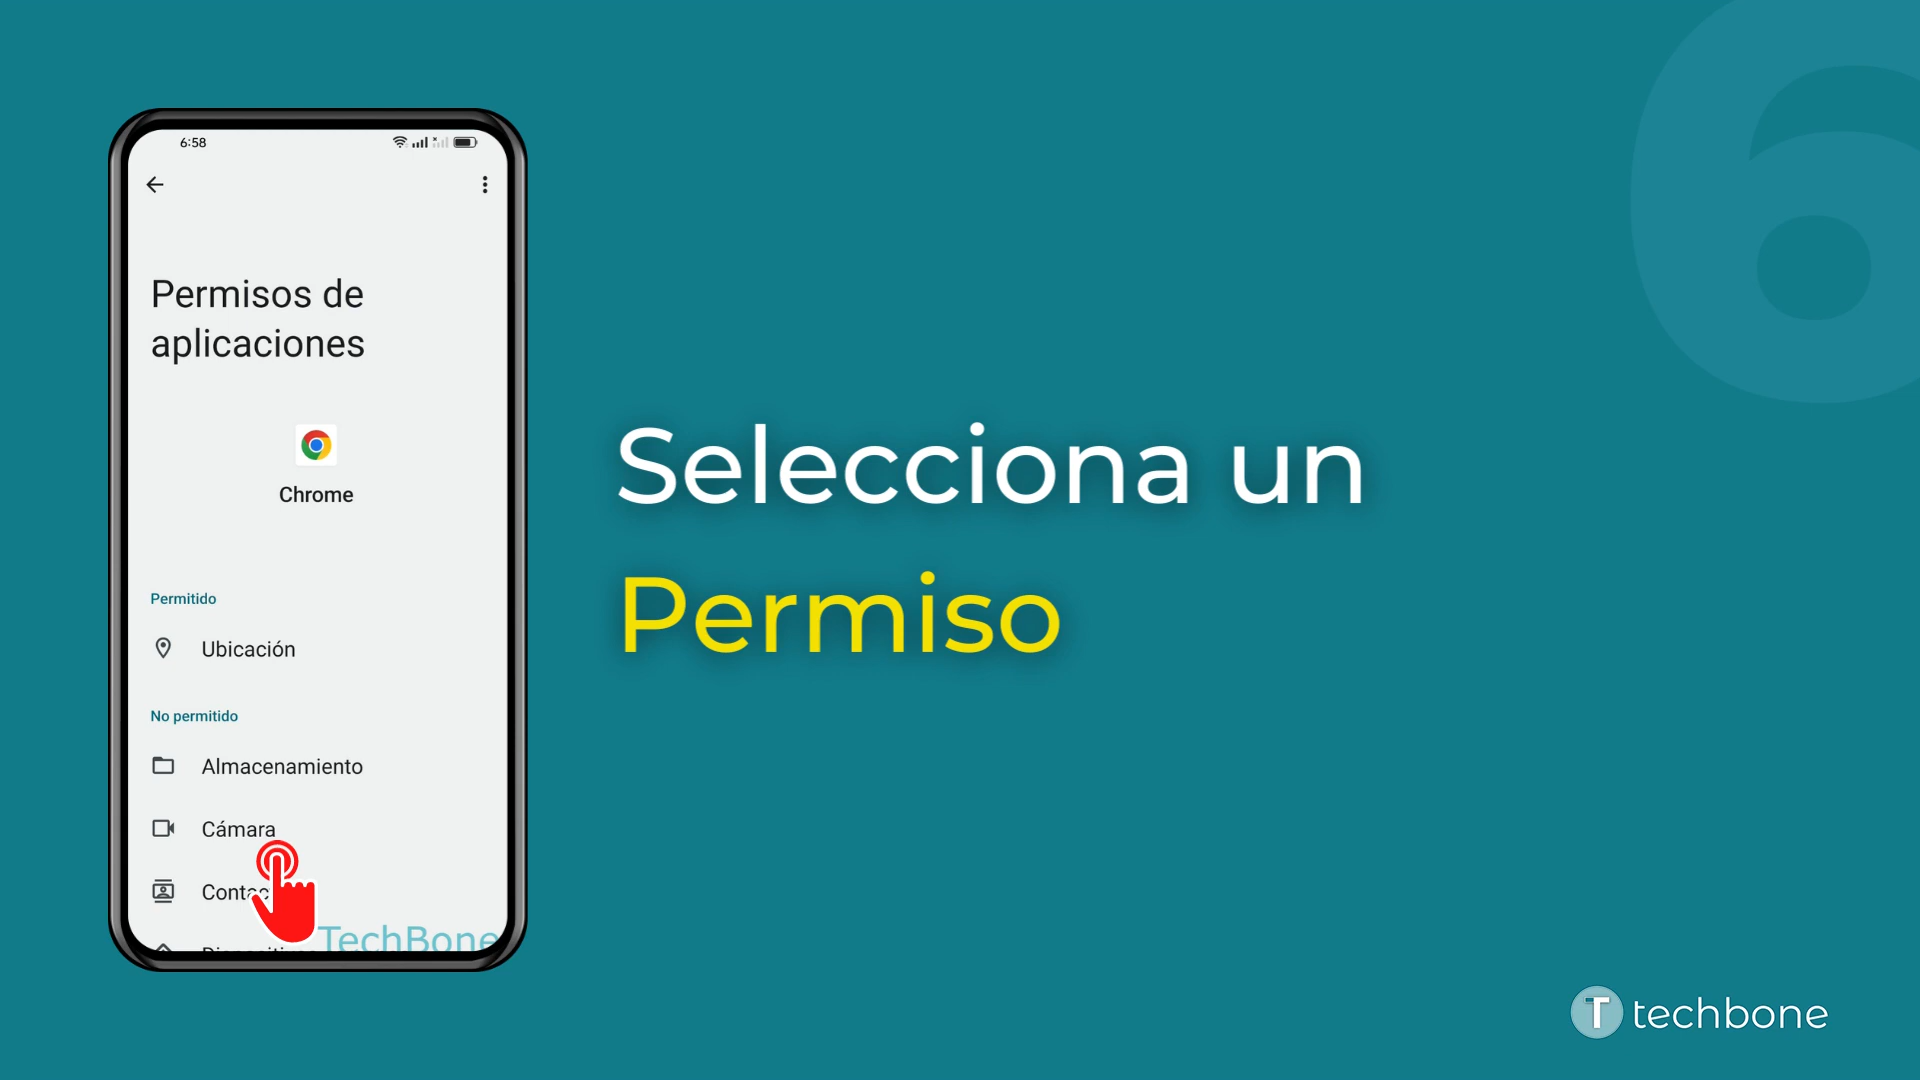 6
6:58
Permisos de
aplicaciones
Chrome
Permitido
Ubicación
No permitido
Almacenamiento
Cámara
TechBone
Selecciona un
Permiso
T techbone